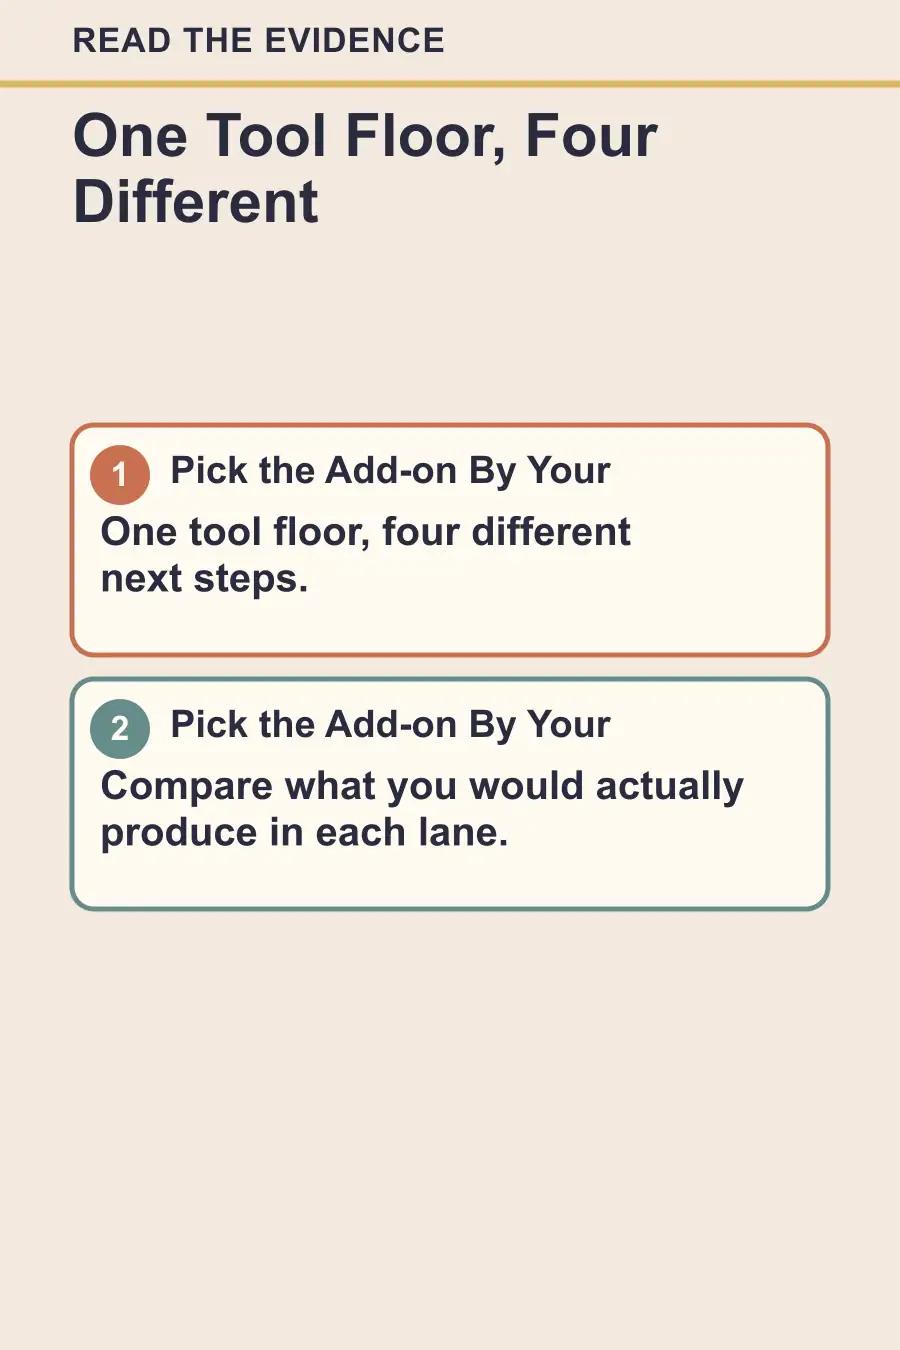 READ THE EVIDENCE
One Tool Floor, Four
Different
1 Pick the Add-on By Your
One tool floor, four different
next steps.
2 Pick the Add-on By Your
Compare what you would actually
produce in each lane.